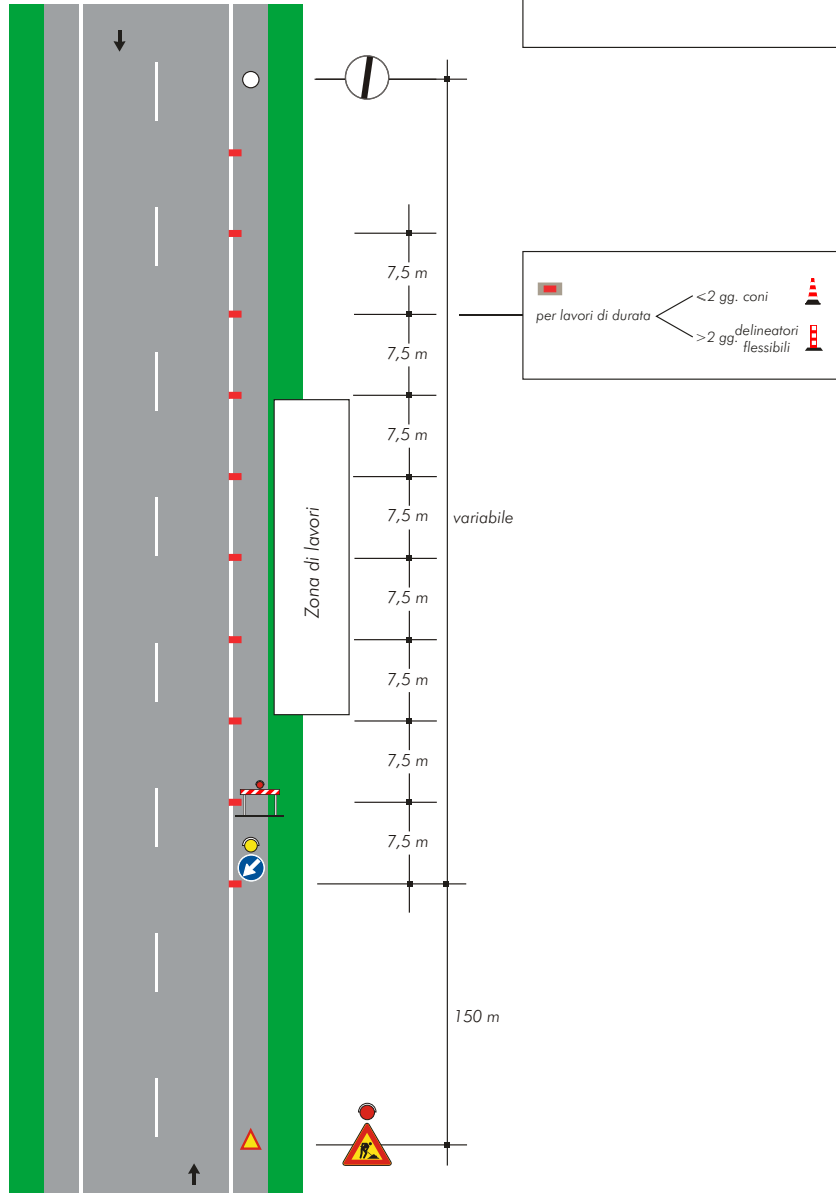 7,5 m
per lavori di durata
<2 gg. coni
>2 gg. delineatori
flessibili
7,5 m
7,5 m
7,5 m
variabile
Zona di lavori
7,5 m
7,5 m
7,5 m
7,5 m
150 m